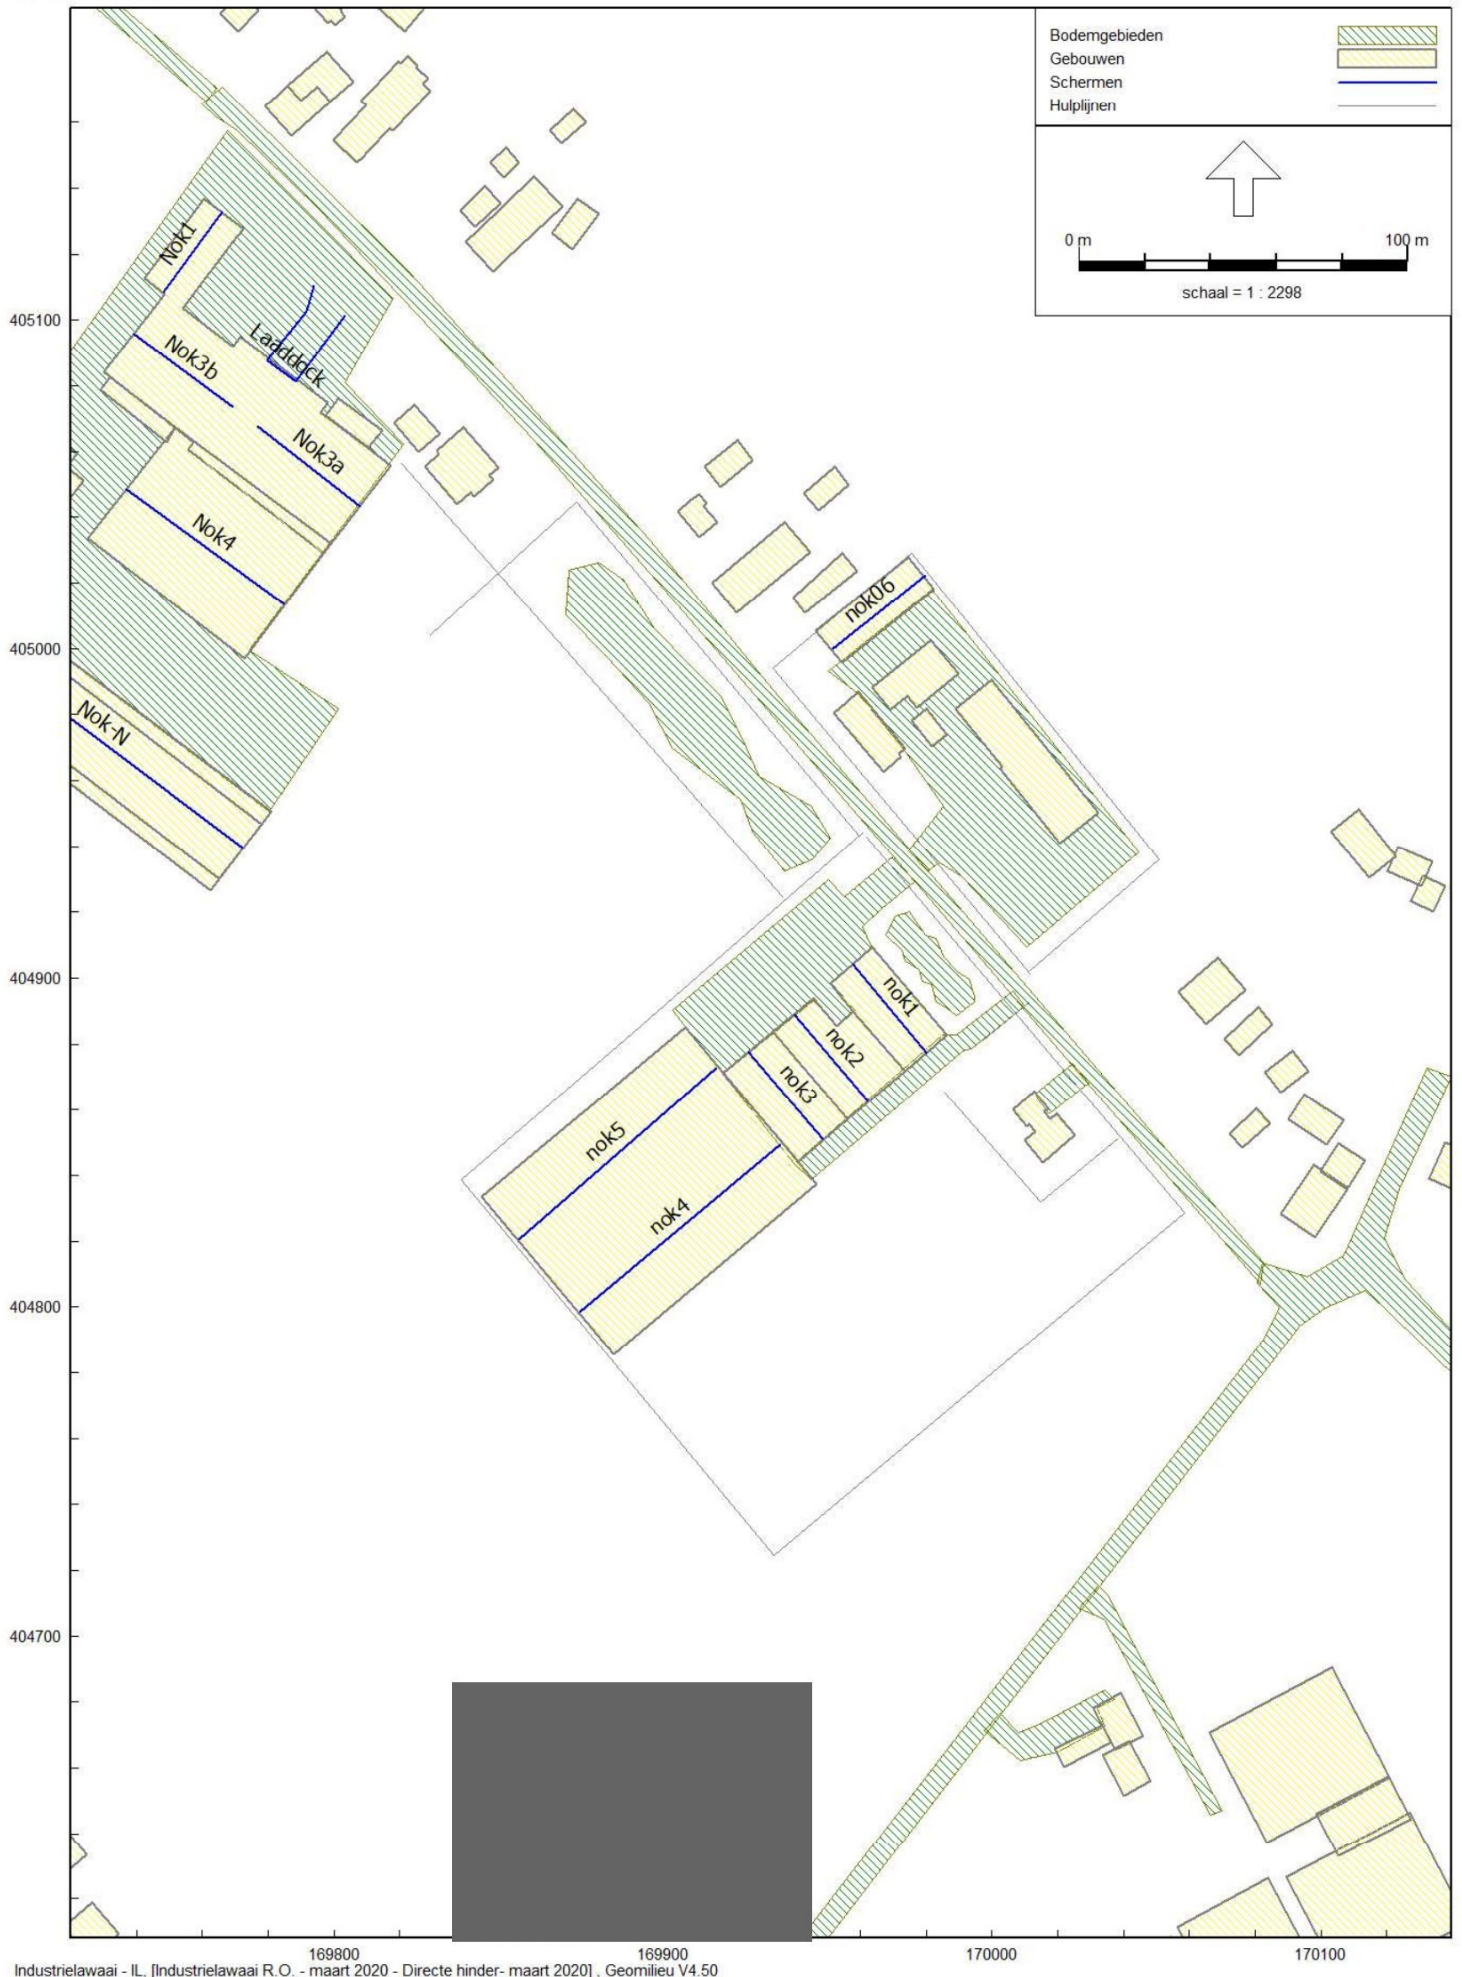 Bodemgebieden
Gebouwen
Schermen
Hulplijnen
0 m 100 m
schaal = 1 : 2298
Nok1
405100
Laaddock
Nok3b
Nok3a
Nok4
nok06
405000
Nok-N
404900
nok1
nok2
nok3
nok5
nok4
404800
404700
169800 169900 170000 170100
Industrielawaai - IL, [Industrielawaai R.O. - maart 2020 - Directe hinder- maart 2020] , Geomilieu V4.50